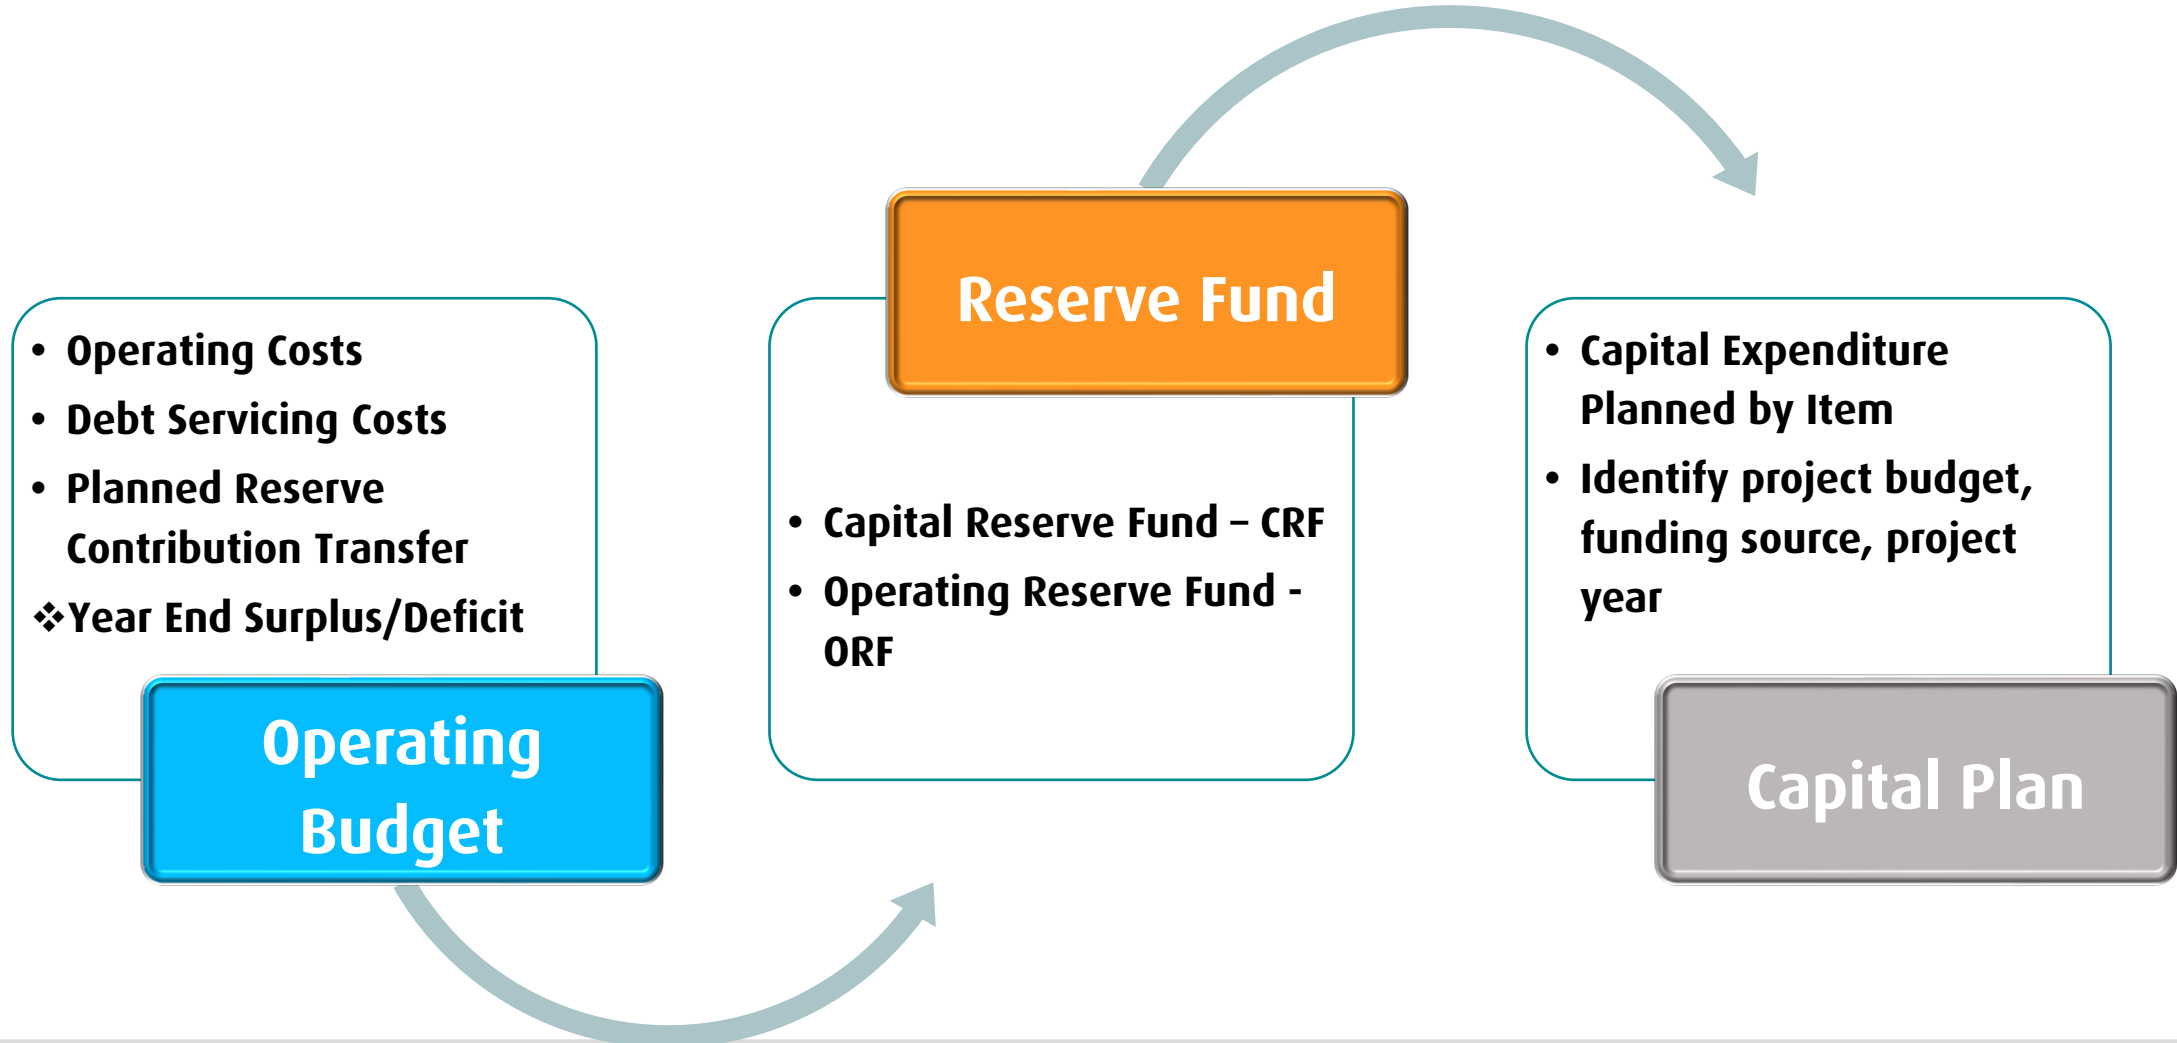 • Operating Costs
• Debt Servicing Costs
• Planned Reserve
Contribution Transfer
❖Year End Surplus/Deficit
Operating
Budget
Reserve Fund
• Capital Reserve Fund – CRF
• Operating Reserve Fund -
ORF
• Capital Expenditure
Planned by Item
• Identify project budget,
funding source, project
year
Capital Plan